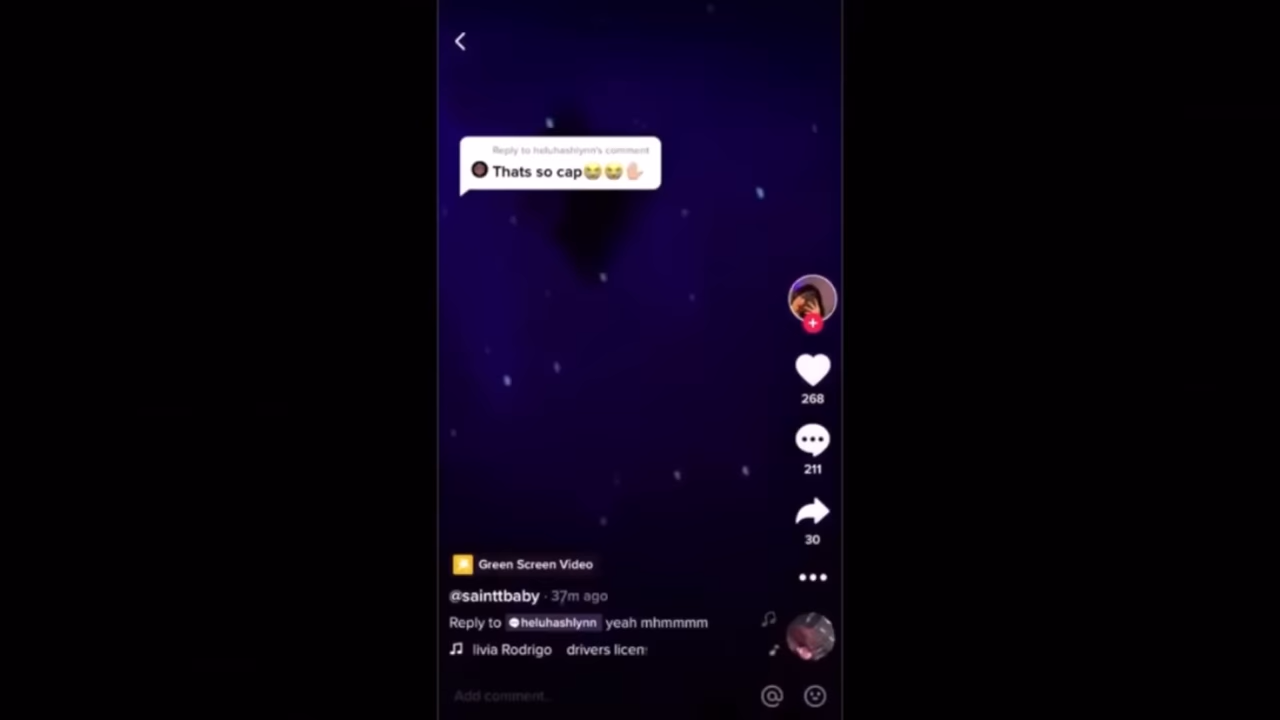 Reply to heluhashlynn's comment
Thats so cap😭😭✋🏼
268
211
30
Green Screen Video
@sainttbaby · 37m ago
Reply to heluhashlynn yeah mhmmmm
livia Rodrigo drivers licen
Add comment..